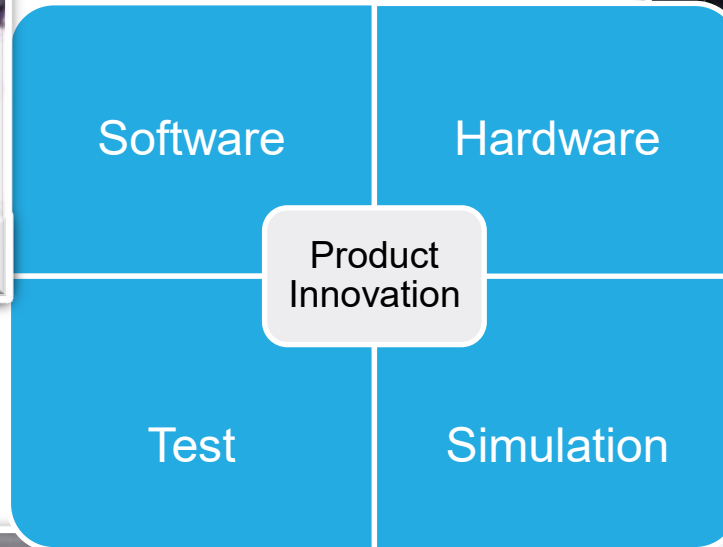 Software
Hardware
Product
Innovation
Test
Simulation